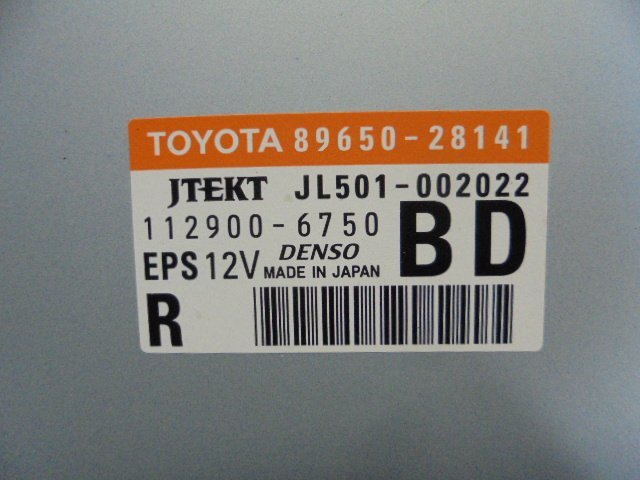 TOYOTA 89650-28141
JTEKT JL501-002022
112900-6750 BD
EPS 12V DENSO
MADE IN JAPAN
R